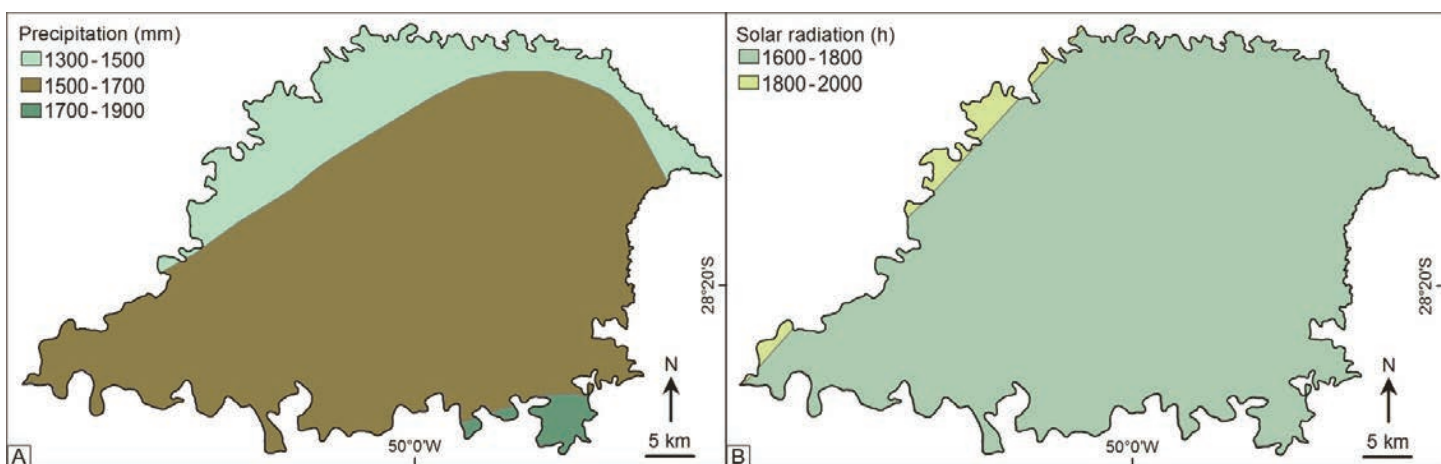 Precipitation (mm)
1300-1500
1500-1700
1700-1900
28°20'S
N
50°0'W
5 km
A
Solar radiation (h)
1600-1800
1800-2000
28°20'S
N
50°0'W
5 km
B